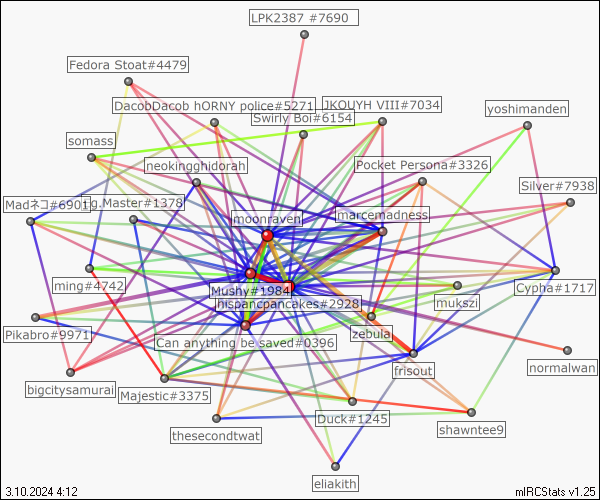 LPK2387 #7690
Fedora Stoat#4479
DacobDacob hORNY police#5271
JKOUYH VIII#7034
yoshimanden
Swirly Boi#6154
somass
neokingghidorah
Pocket Persona#3326
Silver#7938
Madネコ#6901
g.Master#1378
moonraven
marcemadness
ming#4742
Mushy#1984
Cypha#1717
hispancpancakes#2928
mukszi
Pikabro#9971
Can anything be saved#0396
zebula
bigcitysamurai
frisout
normalwan
Majestic#3375
Duck#1245
shawntee9
thesecondtwat
eliakith
3.10.2024 4:12
mIRCStats v1.25